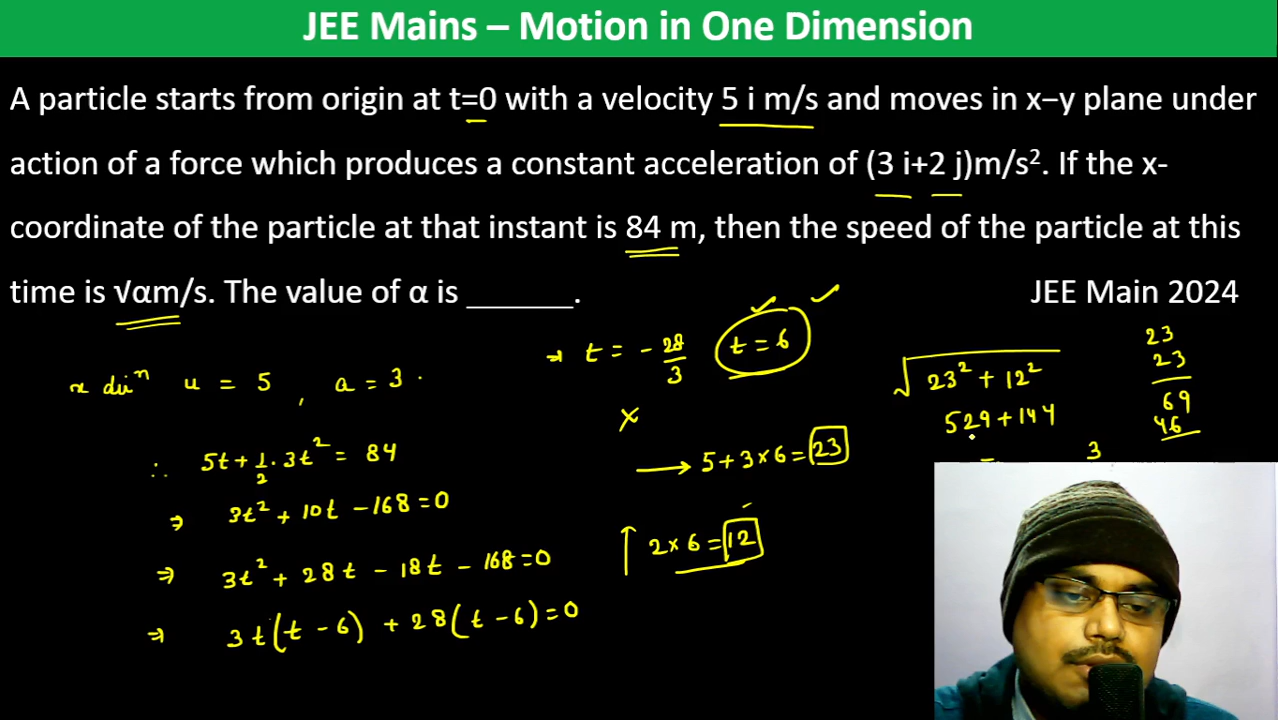 JEE Mains – Motion in One Dimension
A particle starts from origin at t=0 with a velocity 5 i m/s and moves in x−y plane under
action of a force which produces a constant acceleration of (3 i+2 j)m/s². If the x-
coordinate of the particle at that instant is 84 m, then the speed of the particle at this
time is √αm/s. The value of α is ______.
JEE Main 2024
x dirⁿ u = 5 , a = 3
∴ 5t + 1/2 · 3t² = 84
⇒ 3t² + 10t − 168 = 0
⇒ 3t² + 28t − 18t − 168 = 0
⇒ 3t(t − 6) + 28(t − 6) = 0
⇒ t = − 28/3 t = 6
×
→ 5 + 3 × 6 = 23
↑ 2 × 6 = 12
√23² + 12²
529 + 144
3
23
23
69
46